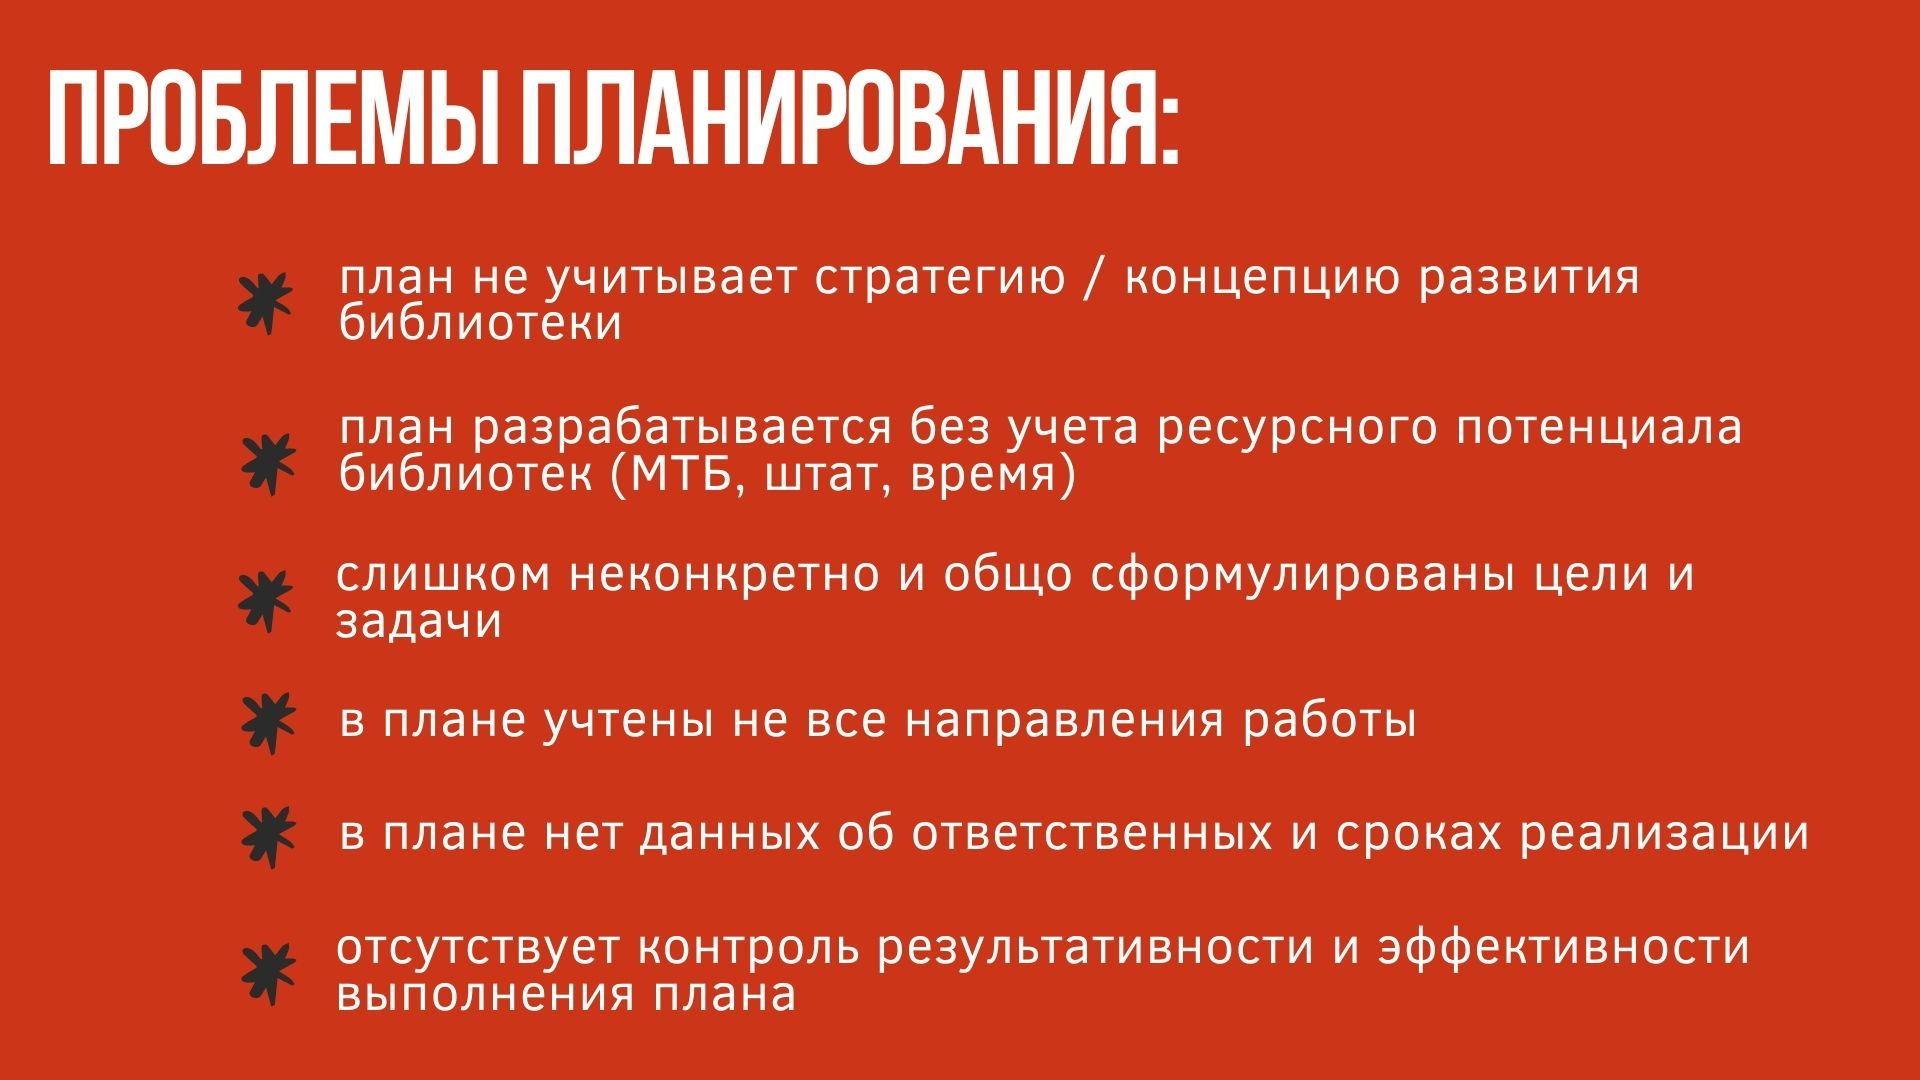 ПРОБЛЕМЫ ПЛАНИРОВАНИЯ:
план не учитывает стратегию / концепцию развития
библиотеки
план разрабатывается без учета ресурсного потенциала
библиотек (МТБ, штат, время)
слишком неконкретно и общо сформулированы цели и
задачи
в плане учтены не все направления работы
в плане нет данных об ответственных и сроках реализации
отсутствует контроль результативности и эффективности
выполнения плана